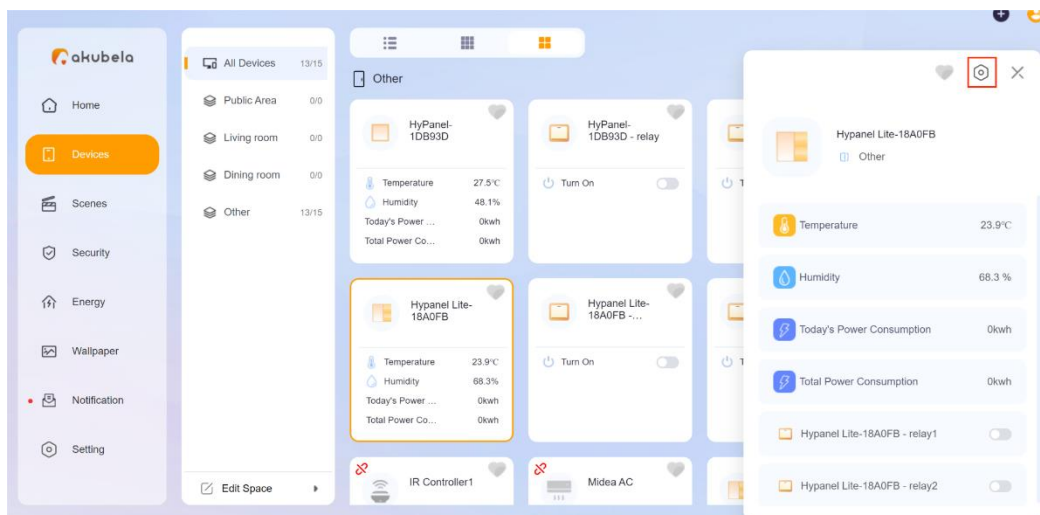 akubela
Home
Devices
Scenes
Security
Energy
Wallpaper
Notification
Setting
All Devices 13/15
Public Area 0/0
Living room 0/0
Dining room 0/0
Other 13/15
Edit Space
Other
HyPanel-
1DB93D
Temperature 27.5°C
Humidity 48.1%
Today's Power ... 0kwh
Total Power Co... 0kwh
HyPanel-
1DB93D - relay
Turn On
Hypanel Lite-
18A0FB
Temperature 23.9°C
Humidity 68.3%
Today's Power ... 0kwh
Total Power Co... 0kwh
Hypanel Lite-
18A0FB -...
Turn On
IR Controller1
Midea AC
Hypanel Lite-18A0FB
Other
Temperature 23.9°C
Humidity 68.3 %
Today's Power Consumption 0kwh
Total Power Consumption 0kwh
Hypanel Lite-18A0FB - relay1
Hypanel Lite-18A0FB - relay2